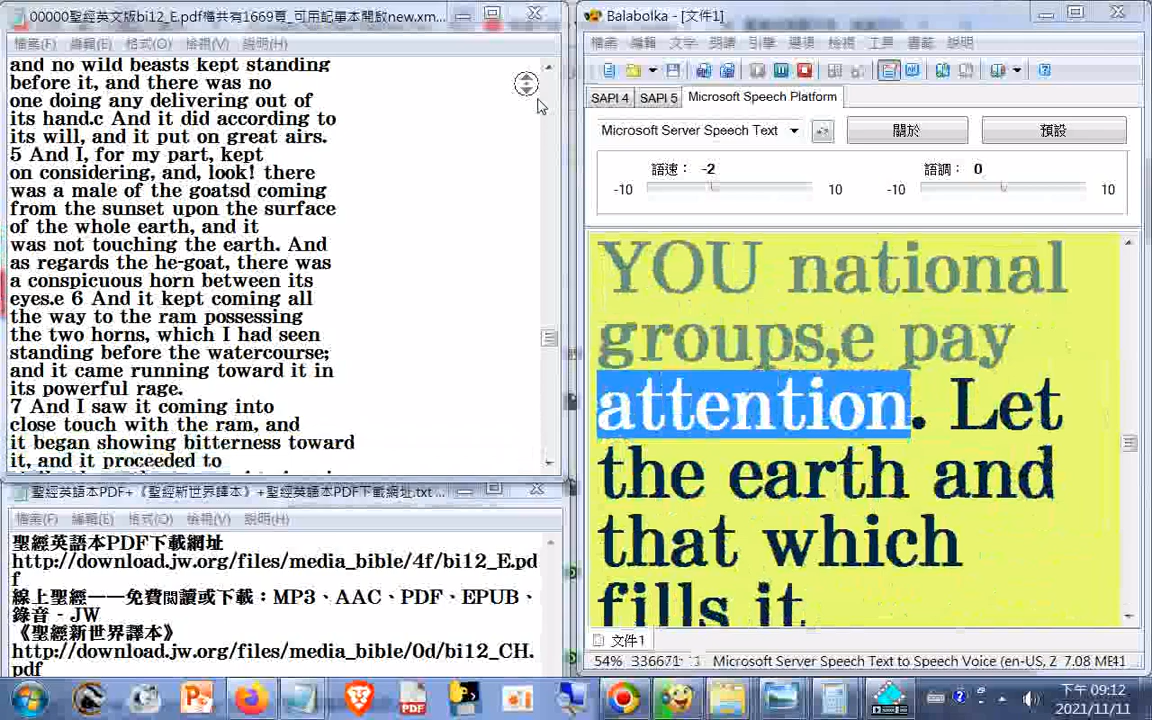 00000聖經英文版bi12_E.pdf檔共有1669頁_可用記事本開啟new.xm...
檔案(F) 編輯(E) 格式(O) 檢視(V) 說明(H)
and no wild beasts kept standing
before it, and there was no
one doing any delivering out of
its hand.c And it did according to
its will, and it put on great airs.
5 And I, for my part, kept
on considering, and, look! there
was a male of the goatsd coming
from the sunset upon the surface
of the whole earth, and it
was not touching the earth. And
as regards the he-goat, there was
a conspicuous horn between its
eyes.e 6 And it kept coming all
the way to the ram possessing
the two horns, which I had seen
standing before the watercourse;
and it came running toward it in
its powerful rage.
7 And I saw it coming into
close touch with the ram, and
it began showing bitterness toward
it, and it proceeded to
聖經英語本PDF+《聖經新世界譯本》+聖經英語本PDF下載網址.txt ...
檔案(F) 編輯(E) 格式(O) 檢視(V) 說明(H)
聖經英語本PDF下載網址
http://download.jw.org/files/media_bible/4f/bi12_E.pd
f
線上聖經——免費閱讀或下載：MP3、AAC、PDF、EPUB、
錄音 - JW
《聖經新世界譯本》
http://download.jw.org/files/media_bible/0d/bi12_CH.
pdf
Balabolka - [文件1]
檔案 編輯 文字 朗讀 引擎 選項 檢視 工具 書籤 說明
SAPI 4 SAPI 5 Microsoft Speech Platform
Microsoft Server Speech Text 關於 預設
語速： -2 語調： 0
-10 10 -10 10
YOU national
groups,e pay
attention. Let
the earth and
that which
fills it
文件1
54% 336671 Microsoft Server Speech Text to Speech Voice (en-US, Z 7.08 ME41
下午 09:12
2021/11/11